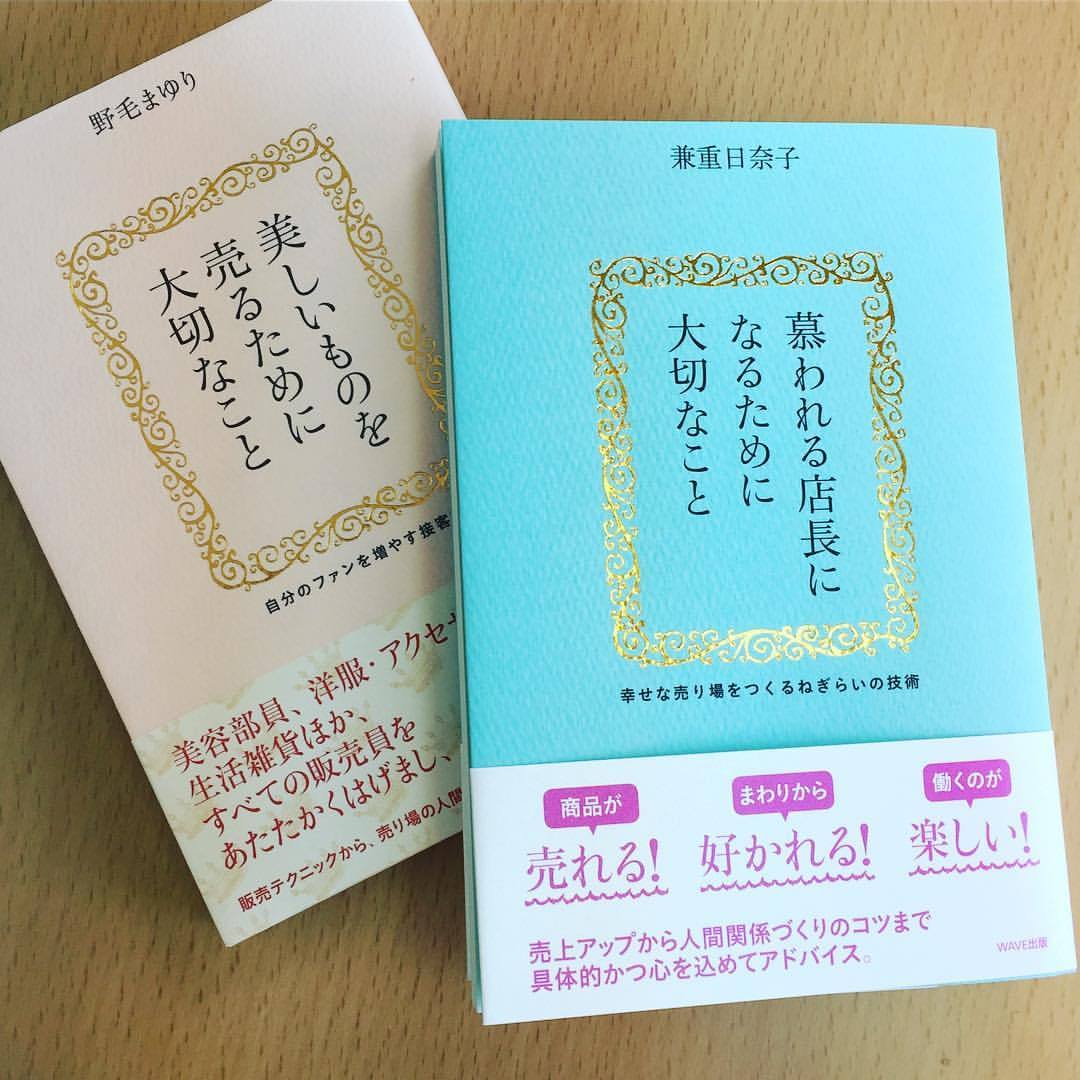 野毛まゆり
美しいものを
売るために
大切なこと
自分のファンを増やす接客
美容部員、洋服・アクセサ
生活雑貨ほか、
すべての販売員を
あたたかくはげまし、
販売テクニックから、売り場の人間
兼重日奈子
慕われる店長に
なるために
大切なこと
幸せな売り場をつくるねぎらいの技術
商品が
売れる!
まわりから
好かれる!
働くのが
楽しい!
売上アップから人間関係づくりのコツまで
具体的かつ心を込めてアドバイス。
WAVE出版